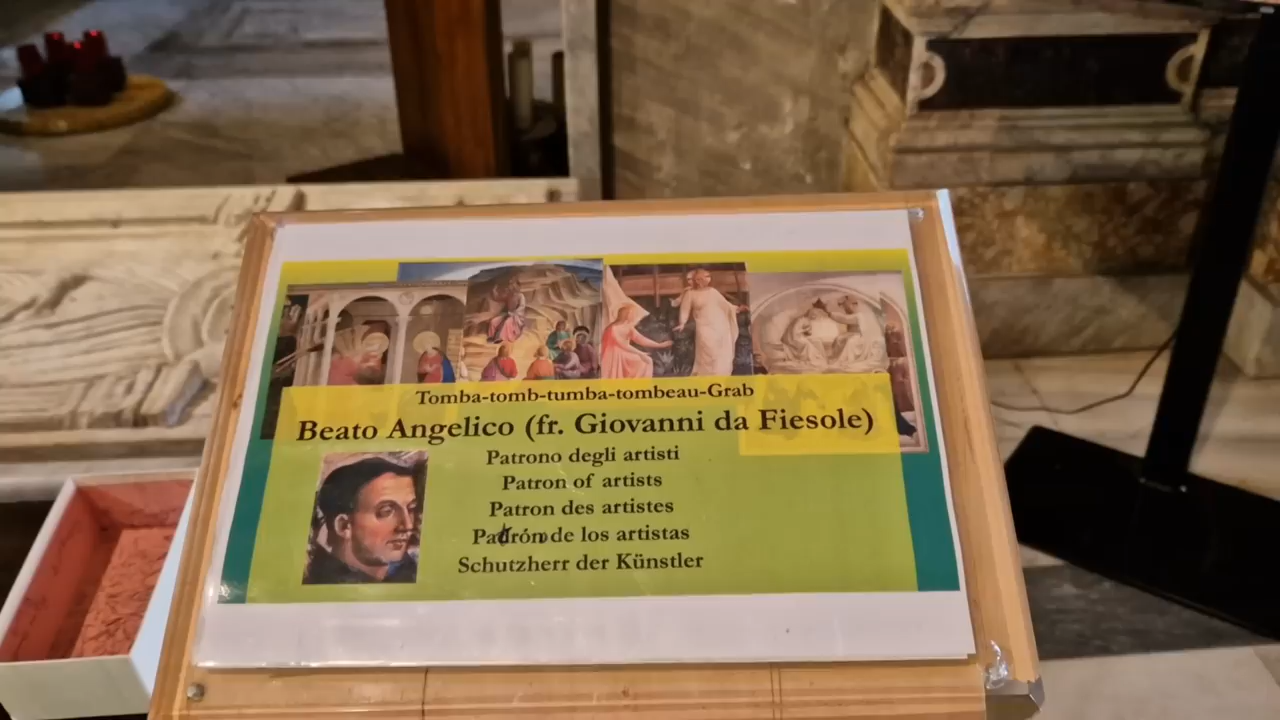 Tomba-tomb-tumba-tombeau-Grab
Beato Angelico (fr. Giovanni da Fiesole)
Patrono degli artisti
Patron of artists
Patron des artistes
Padrón de los artistas
Schutzherr der Künstler